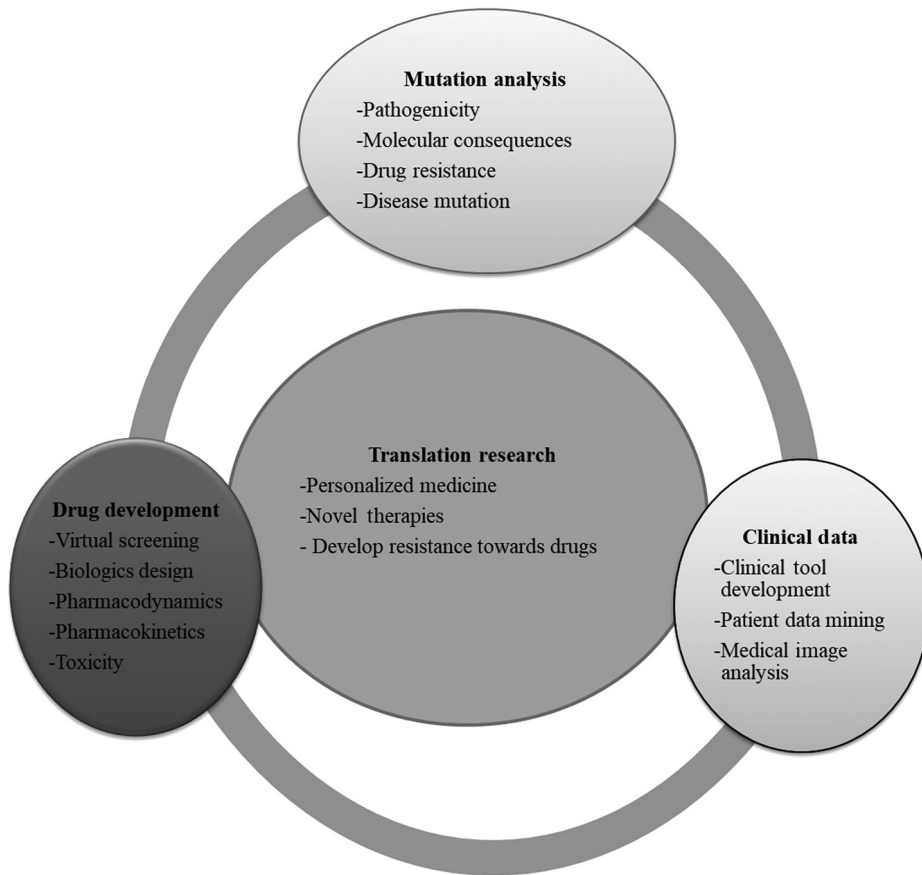 Mutation analysis
-Pathogenicity
-Molecular consequences
-Drug resistance
-Disease mutation
Translation research
-Personalized medicine
-Novel therapies
- Develop resistance towards drugs
Drug development
-Virtual screening
-Biologics design
-Pharmacodynamics
-Pharmacokinetics
-Toxicity
Clinical data
-Clinical tool
development
-Patient data mining
-Medical image
analysis